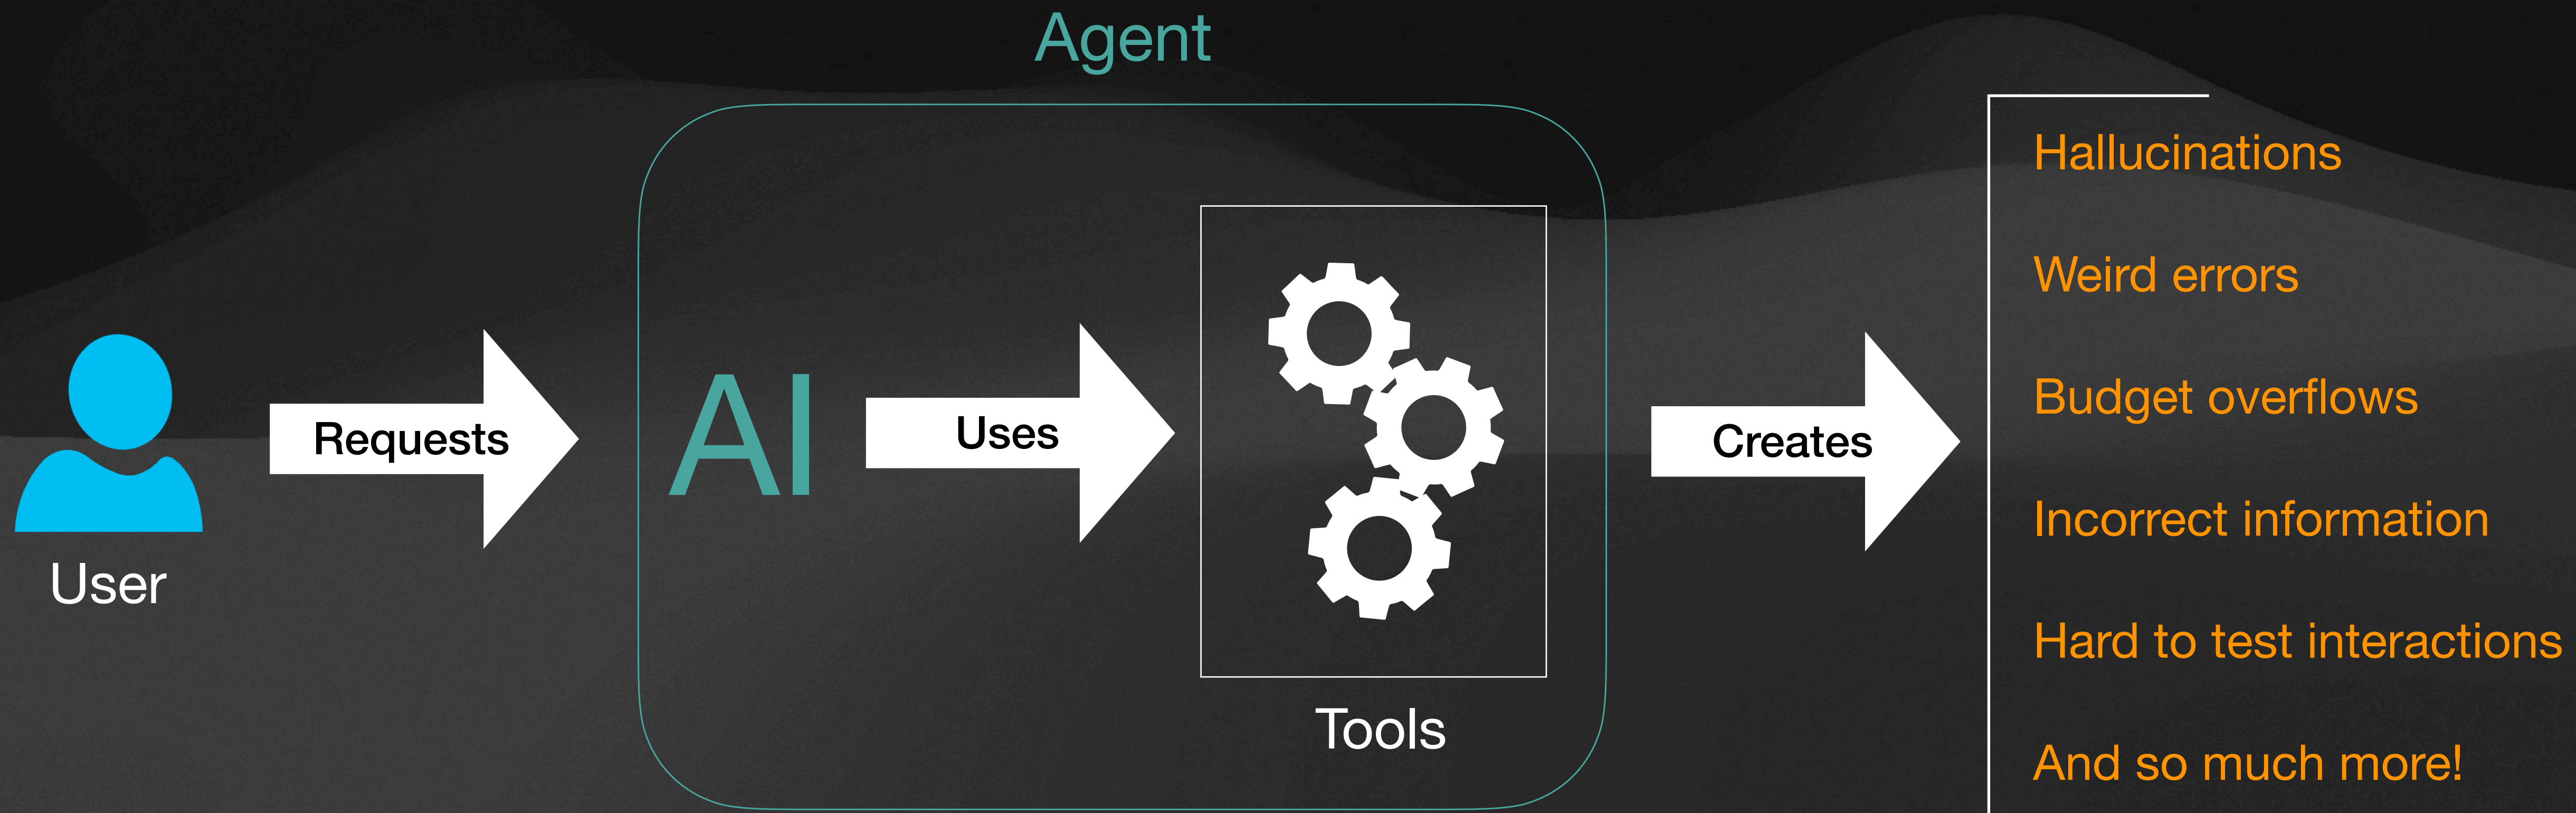 Agent
User
Requests
AI
Uses
Tools
Creates
Hallucinations
Weird errors
Budget overflows
Incorrect information
Hard to test interactions
And so much more!